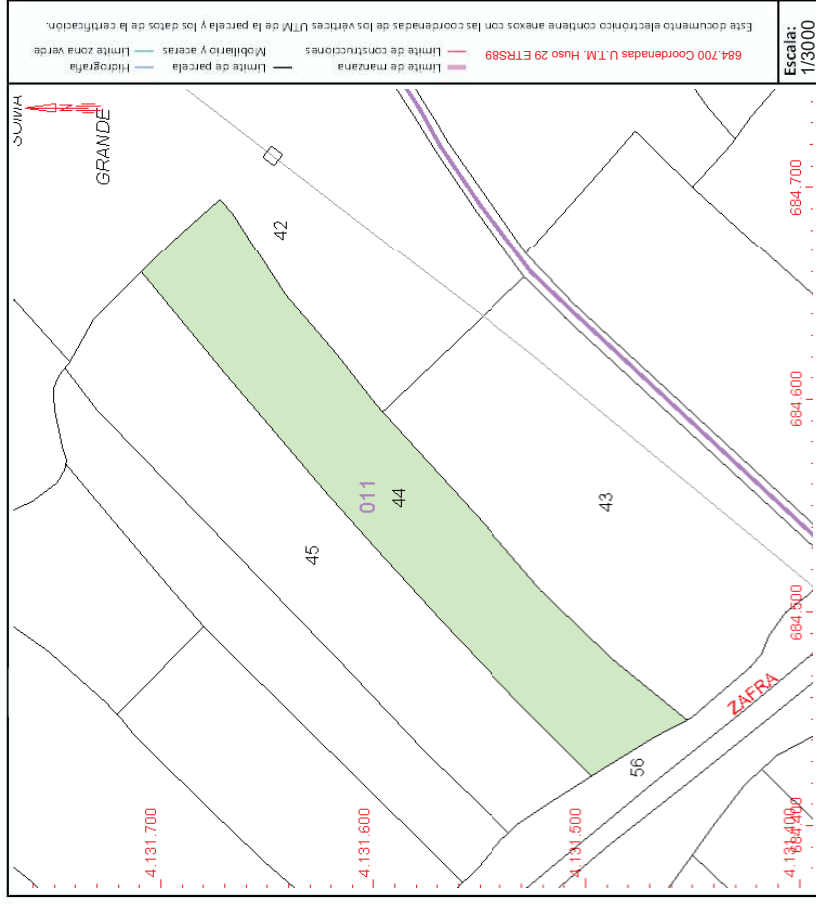 Este documento electrónico contiene anexos con las coordenadas de los vértices UTM de la parcela y los datos de la certificación.
684.700 Coordenadas U.T.M. Huso 29 ETRS89
Límite de manzana
Límite de construcciones
Límite de parcela
Mobiliario y aceras
Hidrografía
Límite zona verde
Escala:
1/3000
GRANDE
42
011
44
45
43
56
ZAFRA
4.131.700
4.131.600
4.131.500
4.131.400
684.400
684.500
684.600
684.700